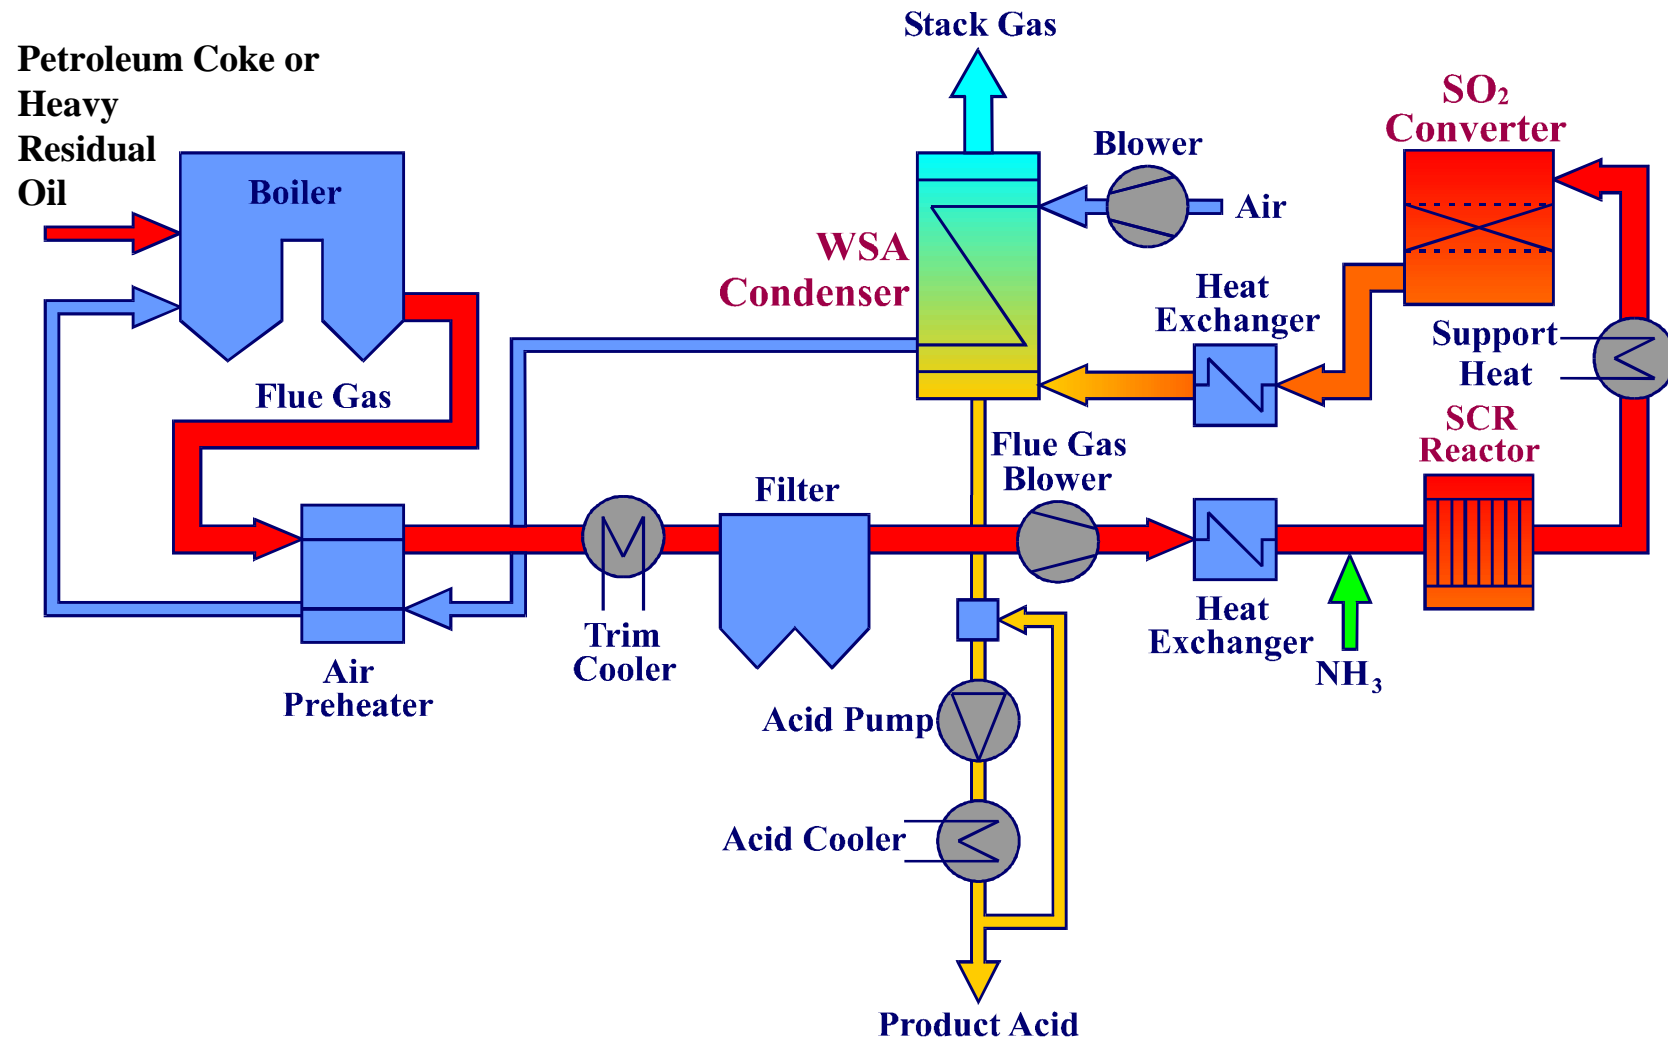 Stack Gas
Petroleum Coke or
Heavy
Residual
Oil
SO₂
Converter
Blower
Boiler
Air
WSA
Condenser
Heat
Exchanger
Support
Heat
Flue Gas
SCR
Reactor
Flue Gas
Blower
Filter
Trim
Cooler
Heat
Exchanger
Air
Preheater
NH₃
Acid Pump
Acid Cooler
Product Acid